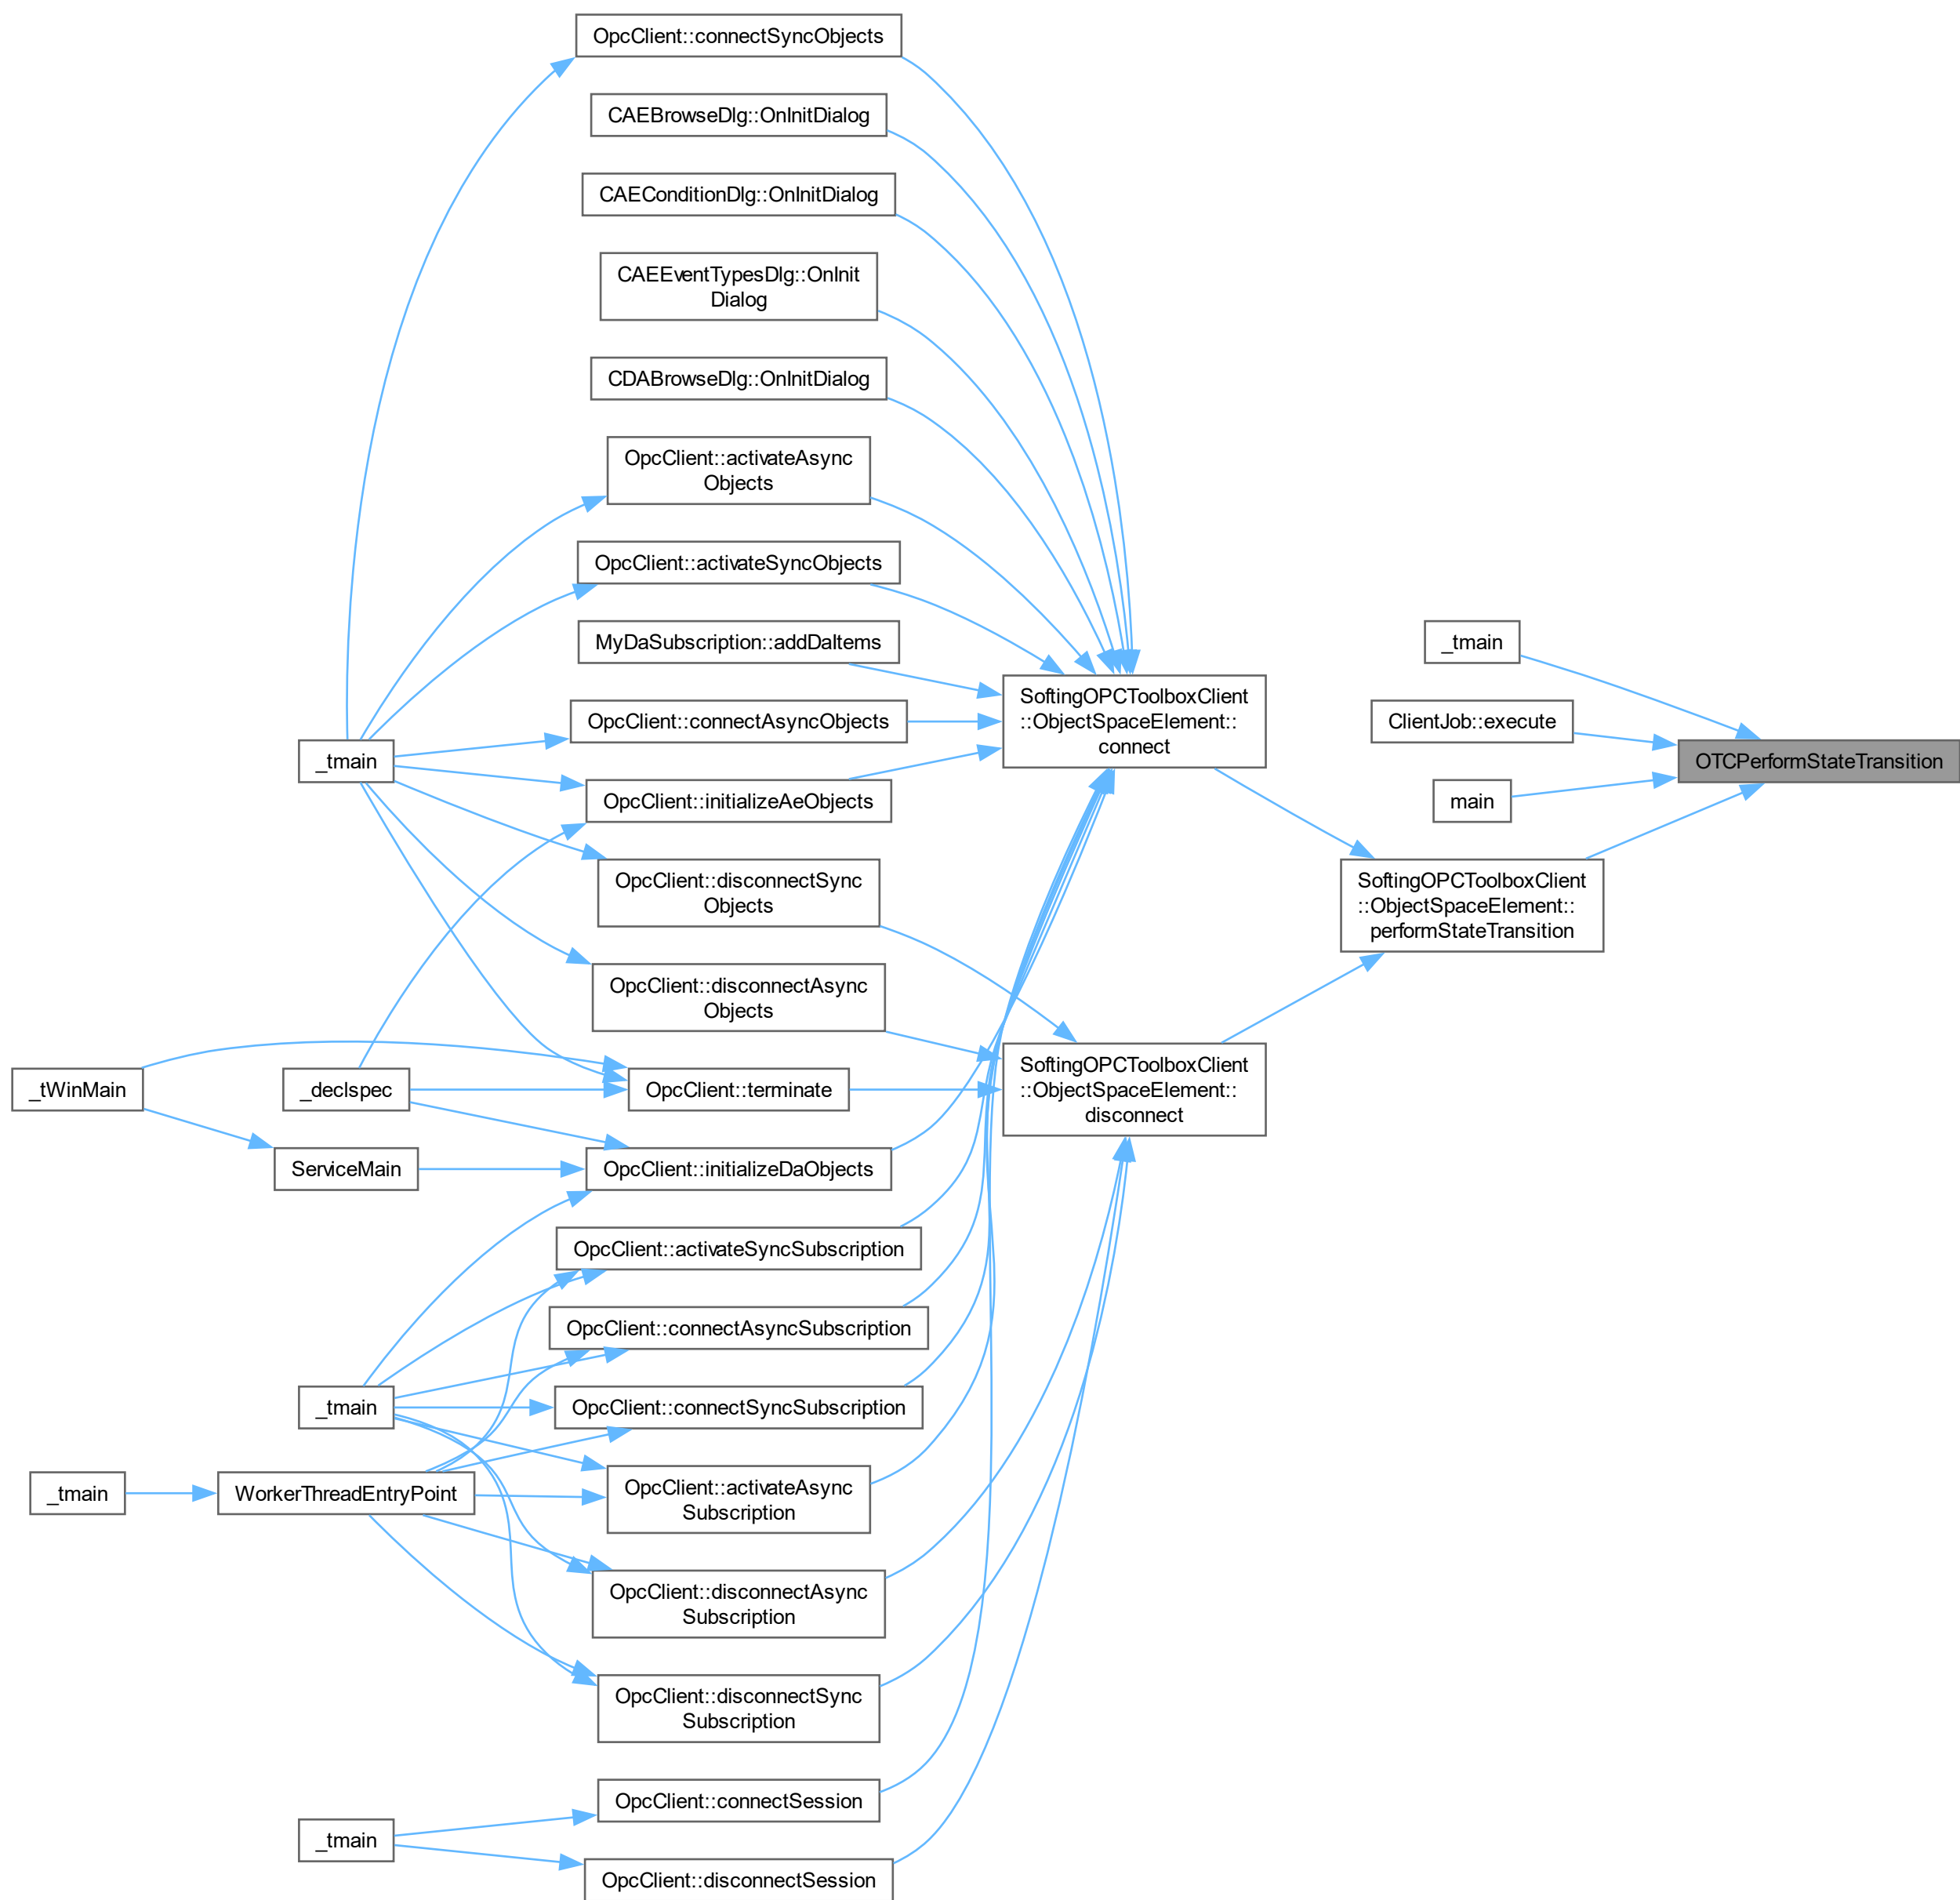 OpcClient::connectSyncObjects
CAEBrowseDlg::OnInitDialog
CAEConditionDlg::OnInitDialog
CAEEventTypesDlg::OnInit
Dialog
CDABrowseDlg::OnInitDialog
OpcClient::activateAsync
Objects
OpcClient::activateSyncObjects
MyDaSubscription::addDaItems
OpcClient::connectAsyncObjects
OpcClient::initializeAeObjects
OpcClient::disconnectSync
Objects
OpcClient::disconnectAsync
Objects
OpcClient::terminate
OpcClient::initializeDaObjects
OpcClient::activateSyncSubscription
OpcClient::connectAsyncSubscription
OpcClient::connectSyncSubscription
OpcClient::activateAsync
Subscription
OpcClient::disconnectAsync
Subscription
OpcClient::disconnectSync
Subscription
OpcClient::connectSession
OpcClient::disconnectSession
_tmain
_tWinMain
_declspec
ServiceMain
_tmain
_tmain
WorkerThreadEntryPoint
_tmain
SoftingOPCToolboxClient
::ObjectSpaceElement::
connect
SoftingOPCToolboxClient
::ObjectSpaceElement::
disconnect
_tmain
ClientJob::execute
main
SoftingOPCToolboxClient
::ObjectSpaceElement::
performStateTransition
OTCPerformStateTransition